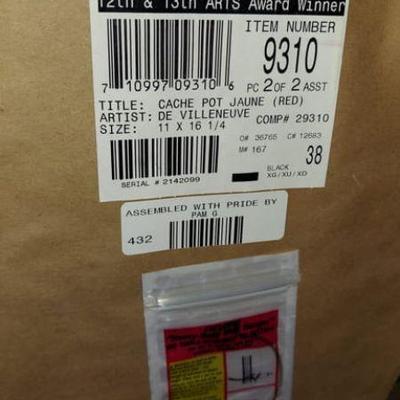 12th & 13th ARTS Award Winner
ITEM NUMBER
9310
7 10997 09310 6
PC 2 OF 2 ASST
TITLE: CACHE POT JAUNE (RED)
ARTIST: DE VILLENEUVE
COMP# 29310
SIZE: 11 X 16 1/4
O# 36765 C# 12683
M# 167
38
BLACK
XG/XU/XD
SERIAL # 2142099
ASSEMBLED WITH PRIDE BY
PAM G
432